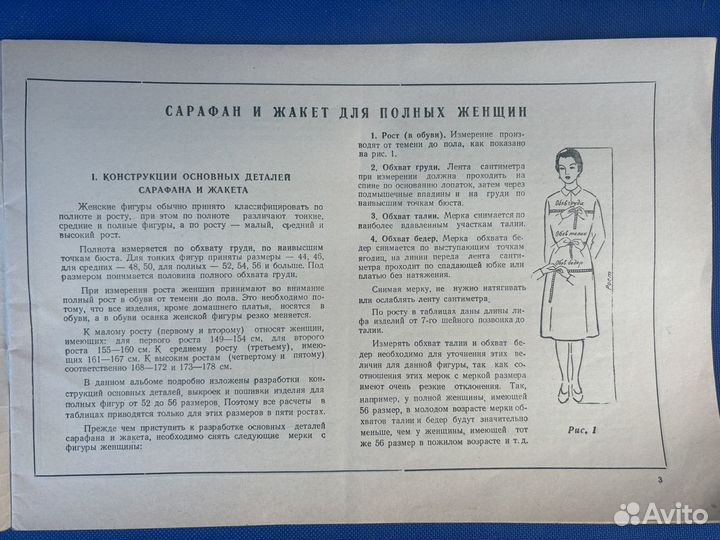 САРАФАН И ЖАКЕТ ДЛЯ ПОЛНЫХ ЖЕНЩИН
I. КОНСТРУКЦИИ ОСНОВНЫХ ДЕТАЛЕЙ
САРАФАНА И ЖАКЕТА
Женские фигуры обычно принято классифицировать по
полноте и росту, при этом по полноте различают тонкие,
средние и полные фигуры, а по росту — малый, средний и
высокий рост.
Полнота измеряется по обхвату груди, по наивысшим
точкам бюста. Для тонких фигур приняты размеры — 44, 46,
для средних — 48, 50, для полных — 52, 54, 56 и больше. Под
размером понимается половина полного обхвата груди.
При измерении роста женщин принимают во внимание
полный рост в обуви от темени до пола. Это необходимо по-
тому, что все изделия, кроме домашнего платья, носятся в
обуви, а в обуви осанка женской фигуры резко меняется.
К малому росту (первому и второму) относят женщин,
имеющих: для первого роста 149—154 см, для второго
роста 155—160 см. К среднему росту (третьему), имею-
щих 161—167 см. К высоким ростам (четвертому и пятому)
соответственно 168—172 и 173—178 см.
В данном альбоме подробно изложены разработки кон-
струкций основных деталей, выкроек и пошивки изделия для
полных фигур от 52 до 56 размеров. Поэтому все расчеты в
таблицах приводятся только для этих размеров в пяти ростах.
Прежде чем приступить к разработке основных деталей
сарафана и жакета, необходимо снять следующие мерки с
фигуры женщины:
1. Рост (в обуви). Измерение произ-
водят от темени до пола, как показано
на рис. 1.
2. Обхват груди. Лента сантиметра
при измерении должна проходить на
спине по основанию лопаток, затем через
подмышечные впадины и на груди по
наивысшим точкам бюста.
3. Обхват талии. Мерка снимается по
наиболее вдавленным участкам талии.
4. Обхват бедер. Мерка обхвата бе-
дер снимается по выступающим точкам
ягодиц, на линии переда лента санти-
метра проходит по спадающей юбке или
платью без натяжения.
Снимая мерку, не нужно натягивать
или ослаблять ленту сантиметра.
По росту в таблицах даны длины ли-
фа изделий от 7-го шейного позвонка до
талии.
Измерять обхват талии и обхват бе-
дер необходимо для уточнения этих ве-
личин для данной фигуры, так как со-
отношения этих мерок с меркой размера
имеют очень резкие отклонения. Так,
например, у полной женщины, имеющей
56 размер, в молодом возрасте мерки об-
хватов талии и бедер будут значительно
меньше, чем у женщины, имеющей тот
же 56 размер в пожилом возрасте и т. д.
Обхв груди
Обхв талии
Обхв бедер
Рост
Рис. 1
3
Avito